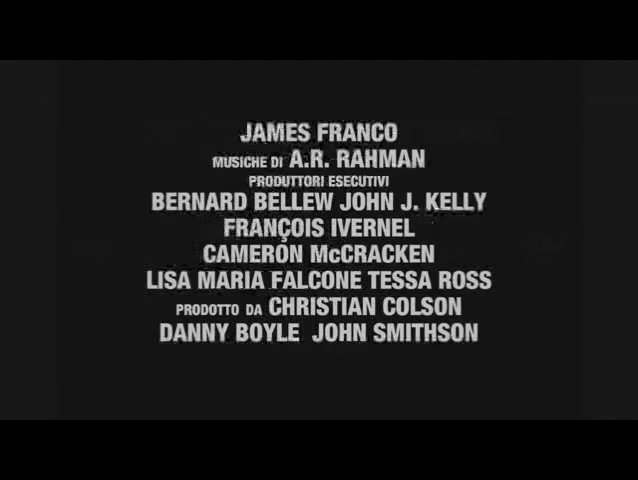 JAMES FRANCO
MUSICHE DI A.R. RAHMAN
PRODUTTORI ESECUTIVI
BERNARD BELLEW JOHN J. KELLY
FRANÇOIS IVERNEL
CAMERON McCRACKEN
LISA MARIA FALCONE TESSA ROSS
PRODOTTO DA CHRISTIAN COLSON
DANNY BOYLE JOHN SMITHSON